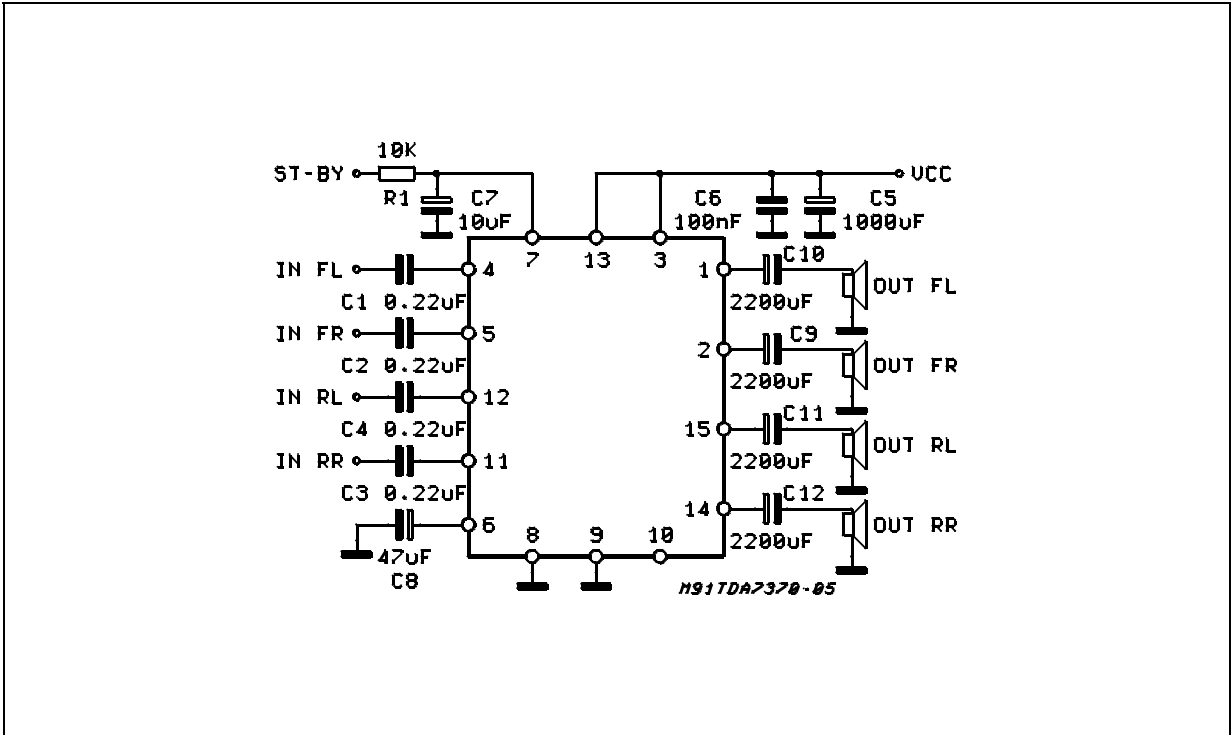 10K
ST-BY
VCC
R1
C7
C6
C5
10uF
100nF
1000uF
7
13
3
C10
IN FL
4
1
OUT FL
C1 0.22uF
2200uF
IN FR
5
C9
2
OUT FR
C2 0.22uF
2200uF
IN RL
12
C11
C4 0.22uF
15
OUT RL
IN RR
11
2200uF
C3 0.22uF
C12
14
6
8
9
10
OUT RR
47uF
2200uF
C8
M91TDA7370-05